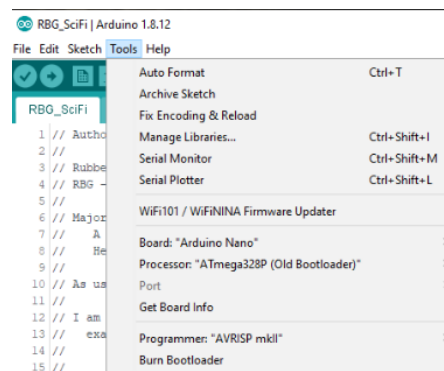 RBG_SciFi | Arduino 1.8.12
File Edit Sketch Tools Help
RBG_SciFi
Auto Format Ctrl+T
Archive Sketch
Fix Encoding & Reload
Manage Libraries... Ctrl+Shift+I
Serial Monitor Ctrl+Shift+M
Serial Plotter Ctrl+Shift+L
WiFi101 / WiFiNINA Firmware Updater
Board: "Arduino Nano"
Processor: "ATmega328P (Old Bootloader)"
Port
Get Board Info
Programmer: "AVRISP mkII"
Burn Bootloader
1 // Autho
2 //
3 // Rubbe
4 // RBG -
5 //
6 // Major
7 // A
8 // He
9 //
10 // As us
11 //
12 // I am
13 // exa
14 //
15 //